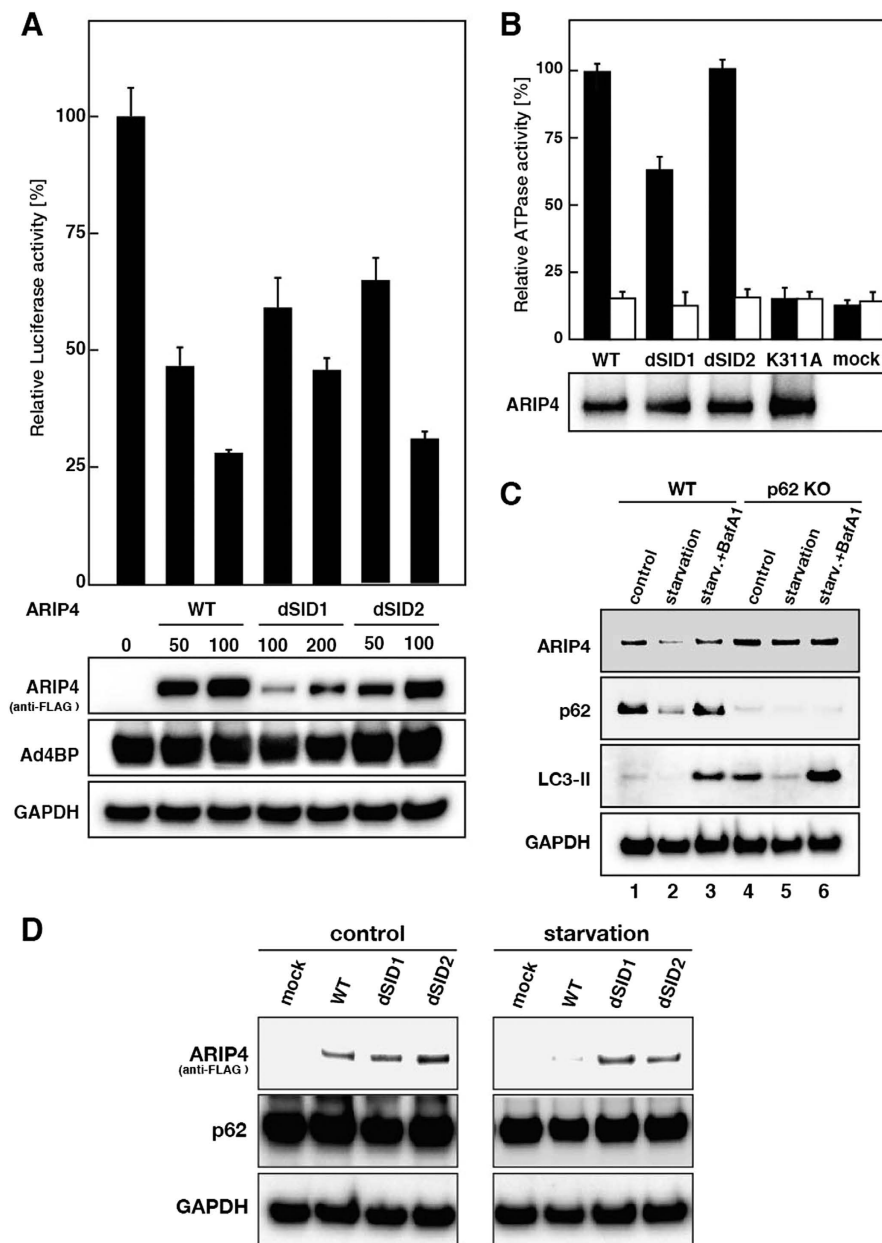 A
Relative Luciferase activity [%]
100
75
50
25
0
ARIP4
WT dSID1 dSID2
0 50 100 100 200 50 100
ARIP4
(anti-FLAG)
Ad4BP
GAPDH
B
Relative ATPase activity [%]
100
75
50
25
0
WT dSID1 dSID2 K311A mock
ARIP4
C
WT p62 KO
control starvation starv.+BafA1 control starvation starv.+BafA1
ARIP4
p62
LC3-II
GAPDH
1 2 3 4 5 6
D
control starvation
mock WT dSID1 dSID2 mock WT dSID1 dSID2
ARIP4
(anti-FLAG)
p62
GAPDH